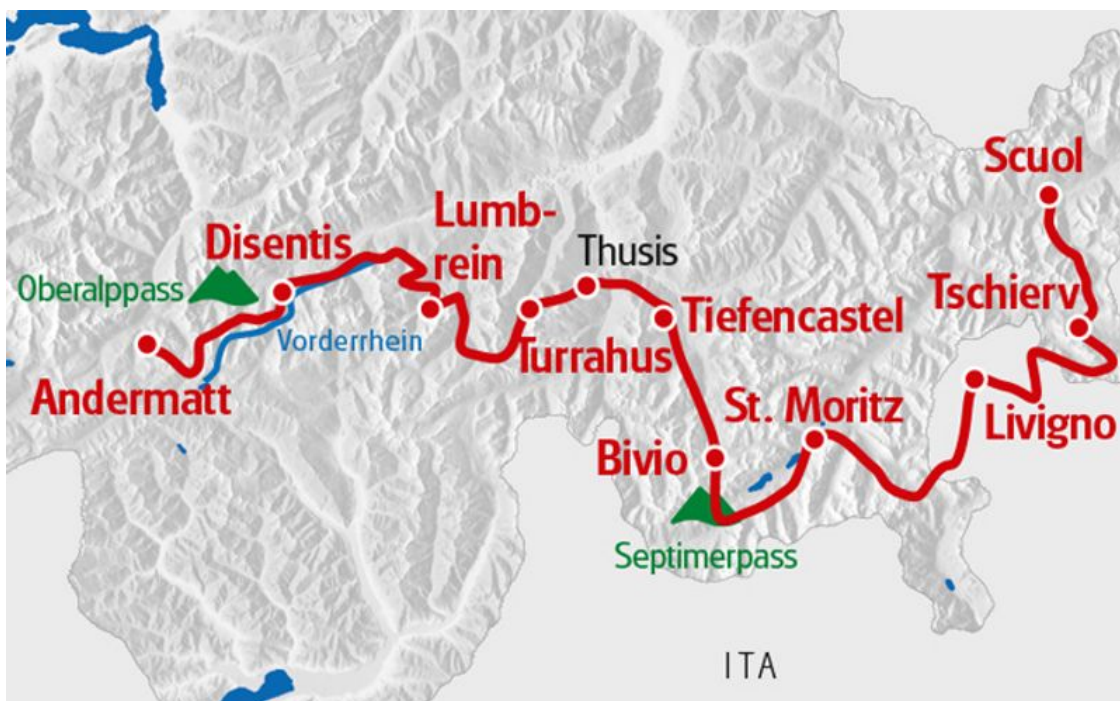 Scuol
Lumb-
rein
Disentis
Thusis
Oberalppass
Tschierv
Tiefencastel
Vorderrhein
Turrahus
Andermatt
St. Moritz
Livigno
Bivio
Septimerpass
ITA